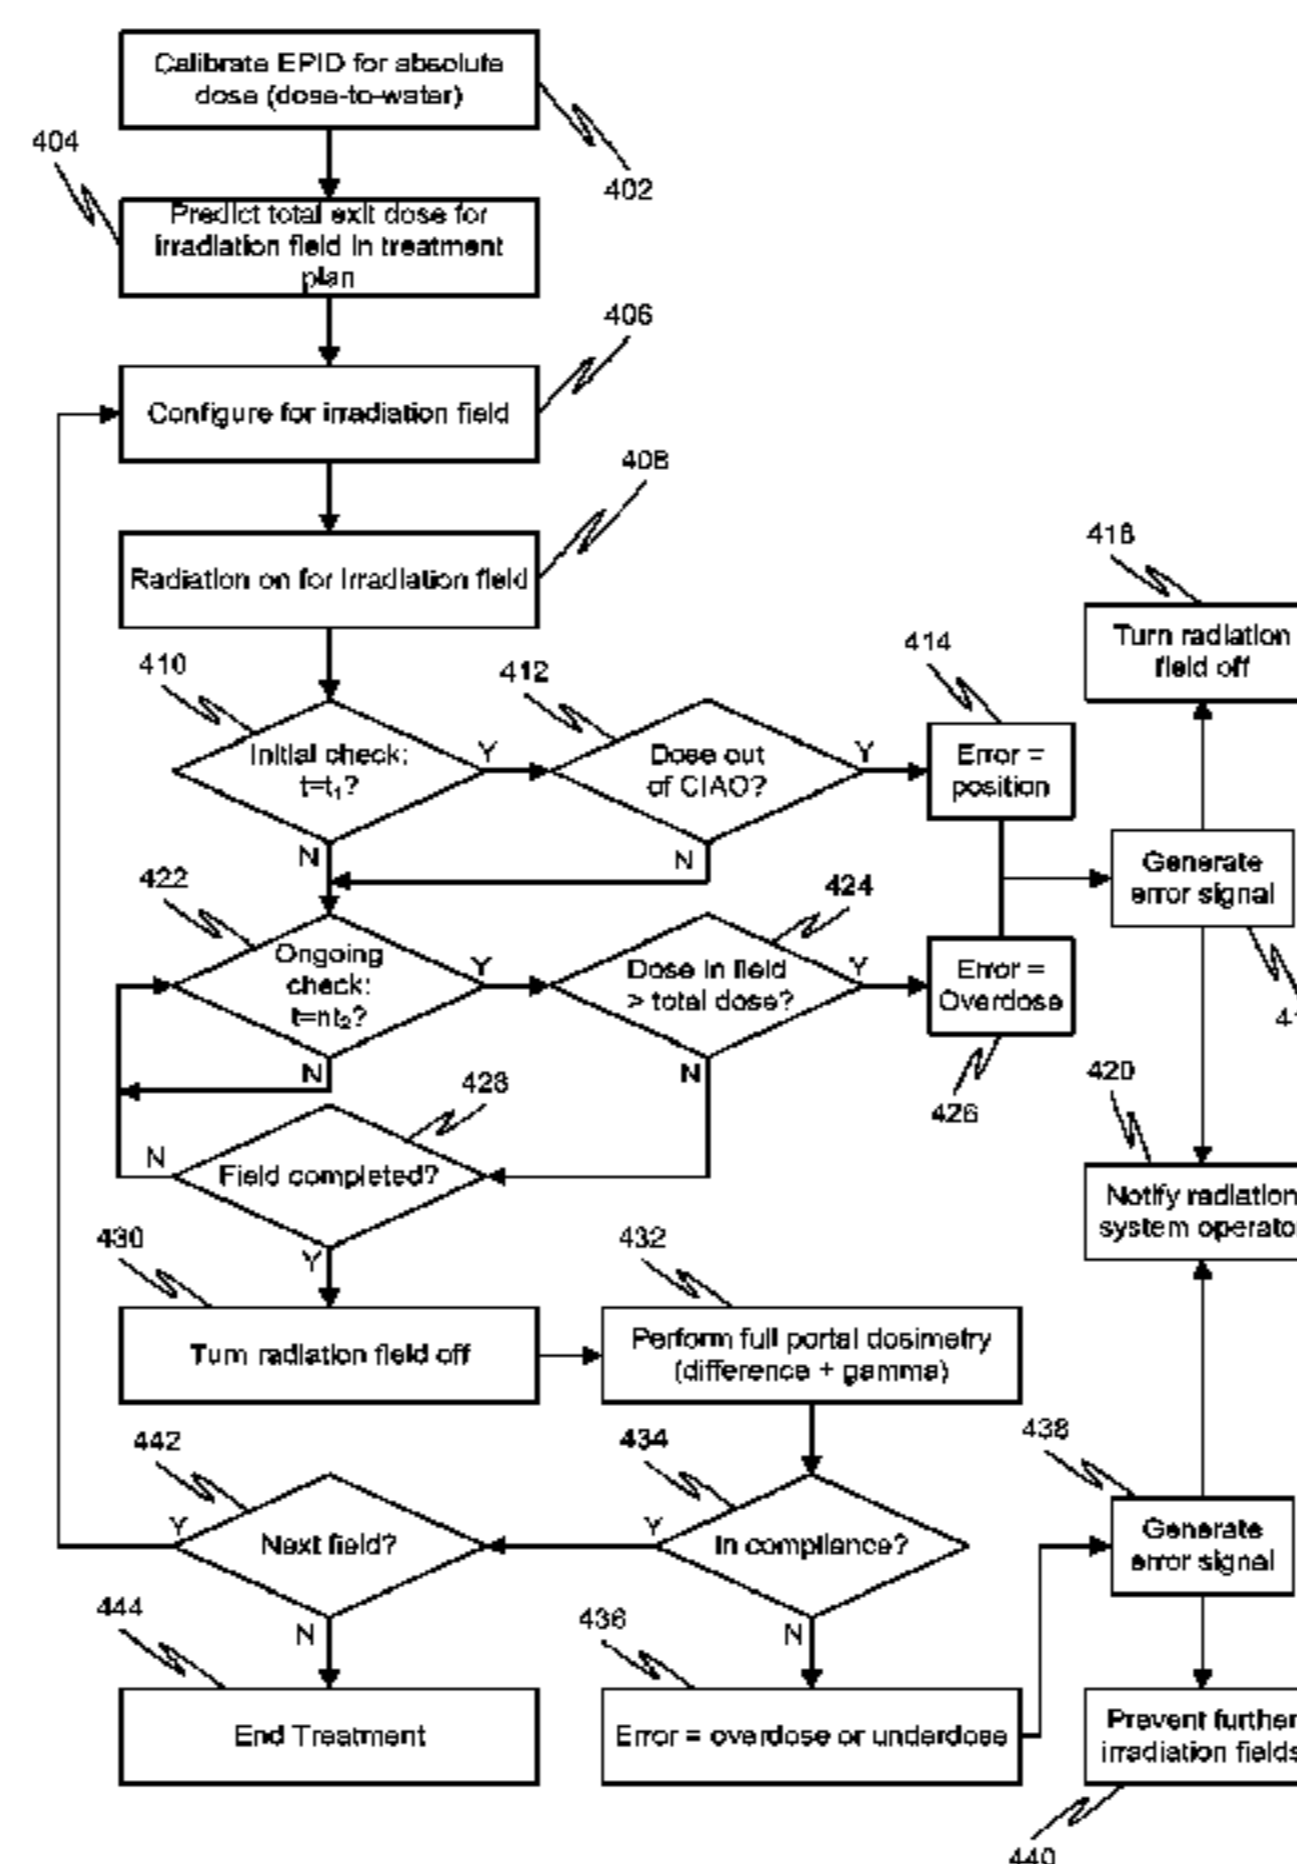 Calibrate EPID for absolute
dose (dose-to-water)
402
404
Predict total exit dose for
irradiation field in treatment
plan
406
Configure for irradiation field
408
Radiation on for irradiation field
410
Initial check:
t=t₁?
Y
N
412
Dose out
of CIAO?
Y
N
414
Error =
position
418
Turn radiation
field off
Generate
error signal
422
Ongoing
check:
t=nt₂?
Y
N
424
Dose in field
> total dose?
Y
N
Error =
Overdose
426
420
Notify radiation
system
428
Field completed?
N
Y
430
Turn radiation field off
432
Perform full portal dosimetry
(difference + gamma)
434
In compliance?
Y
N
442
Next field?
Y
N
438
Generate
error signal
444
End Treatment
436
Error = overdose or underdose
Prevent further
irradiation fields
440